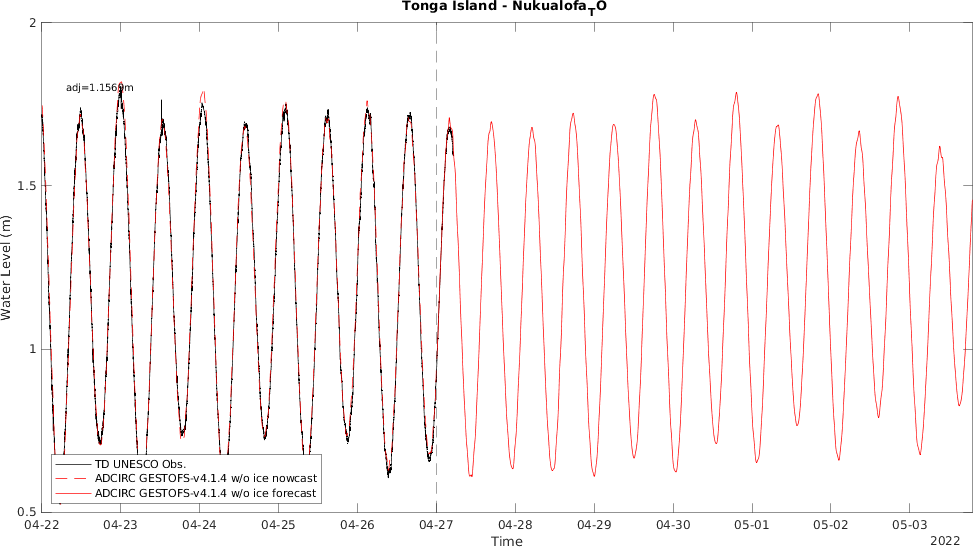 Tonga Island - Nukualofa_TO
2
adj=1.156 m
1.5
Water Level (m)
1
TD UNESCO Obs.
ADCIRC GESTOFS-v4.1.4 w/o ice nowcast
ADCIRC GESTOFS-v4.1.4 w/o ice forecast
0.5
04-22 04-23 04-24 04-25 04-26 04-27 04-28 04-29 04-30 05-01 05-02 05-03
Time
2022